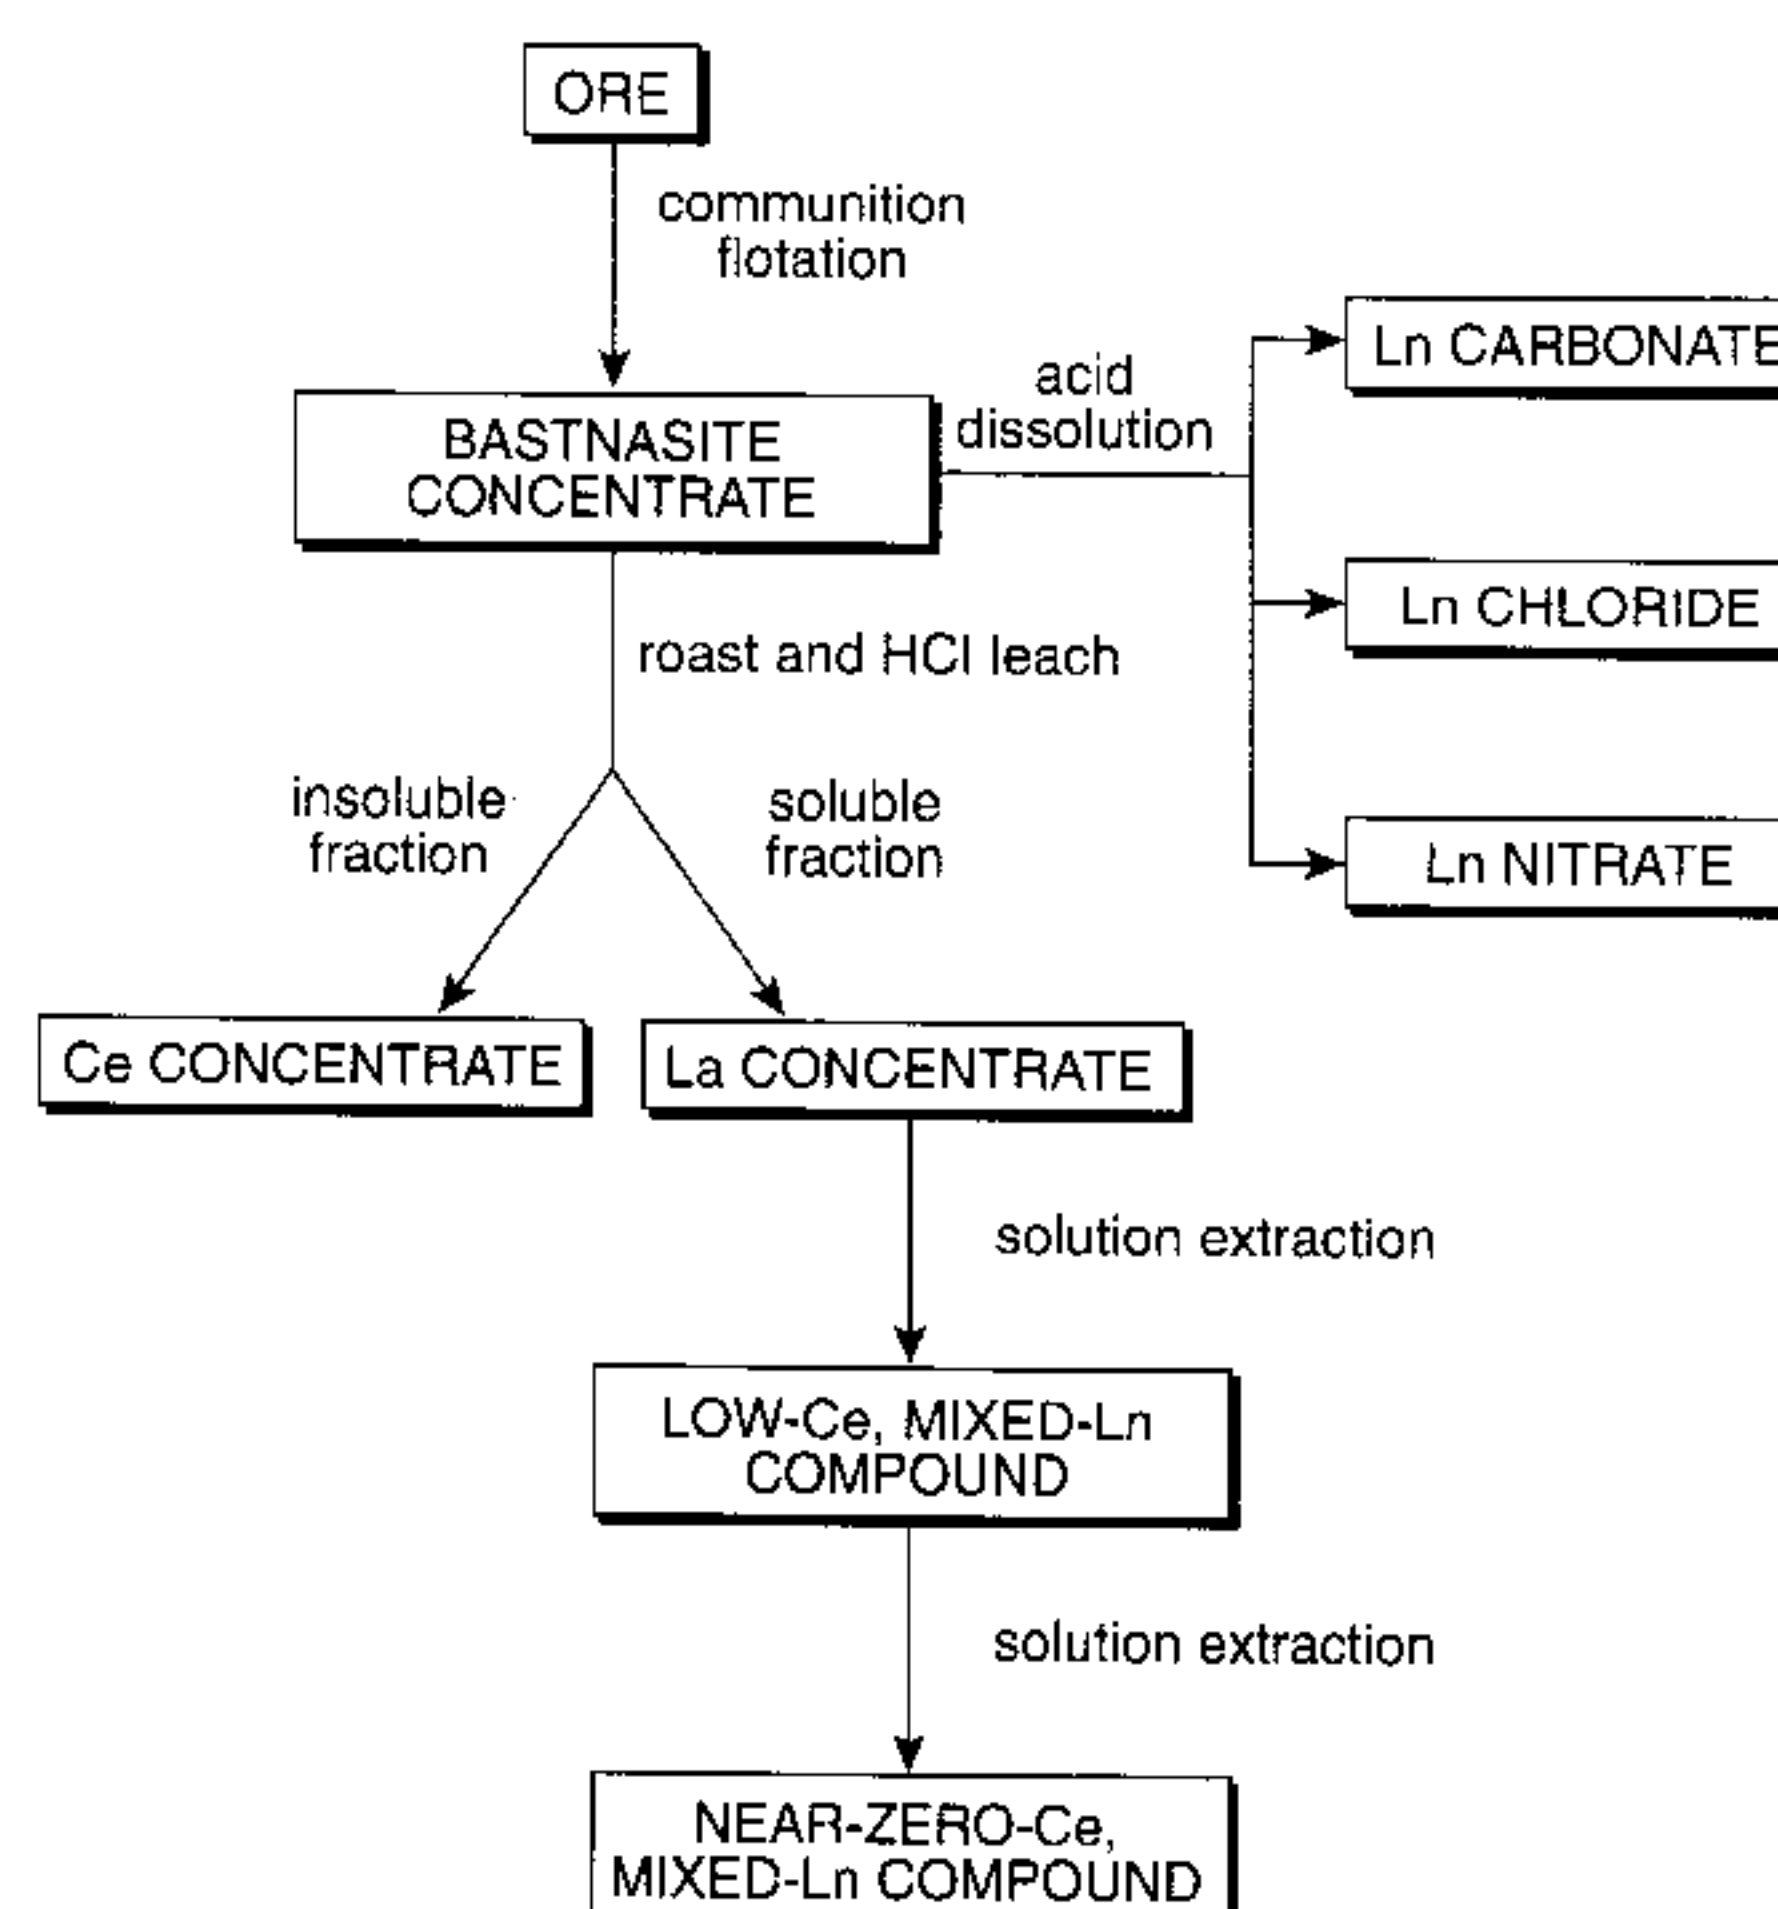 ORE
communition
flotation
BASTNASITE
CONCENTRATE
acid
dissolution
Ln CARBONATE
Ln CHLORIDE
Ln NITRATE
roast and HCl leach
insoluble
fraction
soluble
fraction
Ce CONCENTRATE
La CONCENTRATE
solution extraction
LOW-Ce, MIXED-Ln
COMPOUND
solution extraction
NEAR-ZERO-Ce,
MIXED-Ln COMPOUND